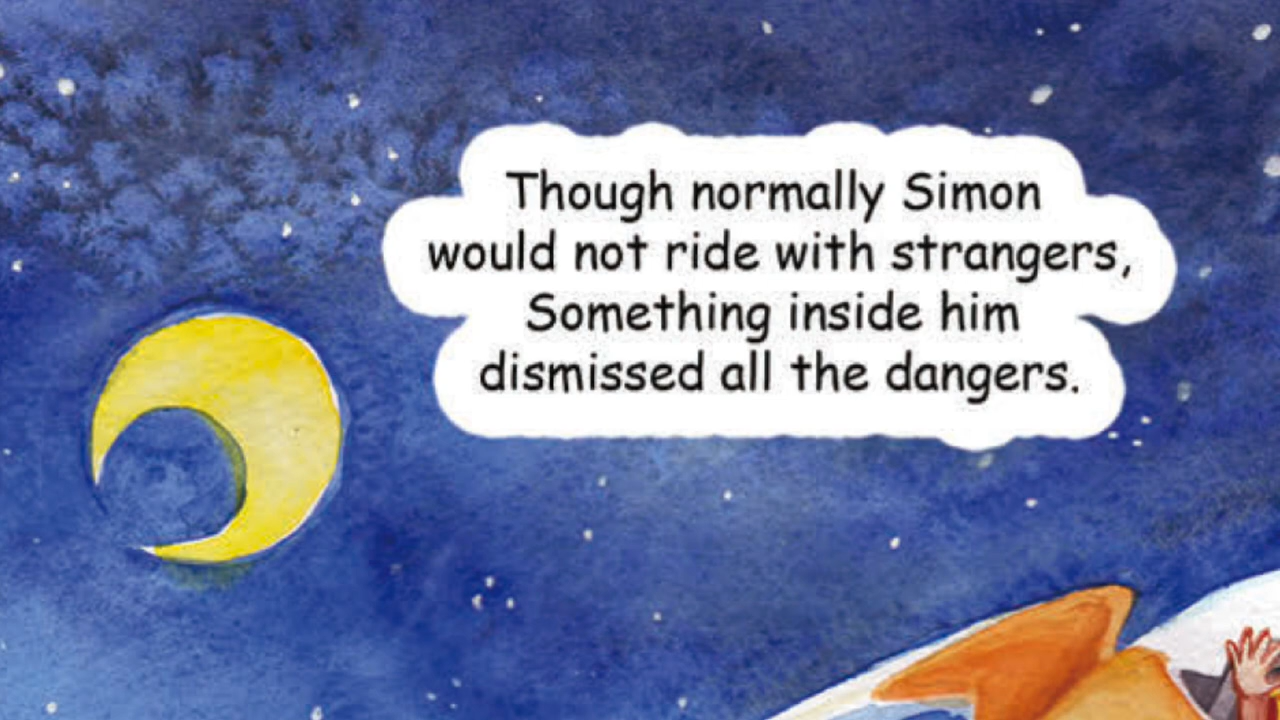 Though normally Simon
would not ride with strangers,
Something inside him
dismissed all the dangers.